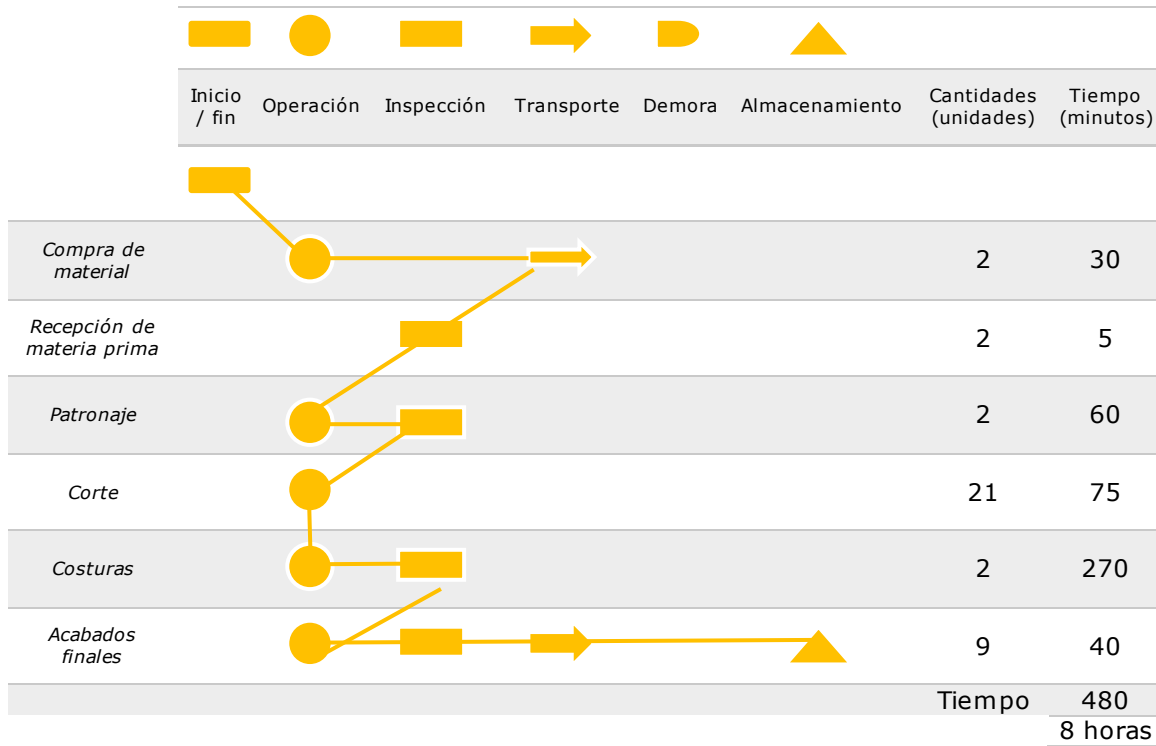 Inicio / fin Operación Inspección Transporte Demora Almacenamiento Cantidades (unidades) Tiempo (minutos)
Compra de material 2 30
Recepción de materia prima 2 5
Patronaje 2 60
Corte 21 75
Costuras 2 270
Acabados finales 9 40
Tiempo 480
8 horas